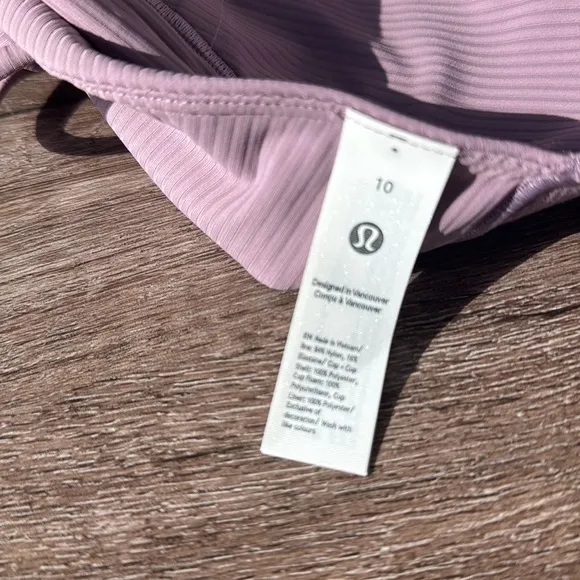 10
Designed in Vancouver
Conçu à Vancouver
Made in Vietnam/
84% Nylon, 16%
Elastane/ Cup + Cup
Shell: 100% Polyester,
Cup Foam: 100%
Polyurethane, Cup
Liner: 100% Polyester/
Exclusive of
decoration/ Wash with
like colours